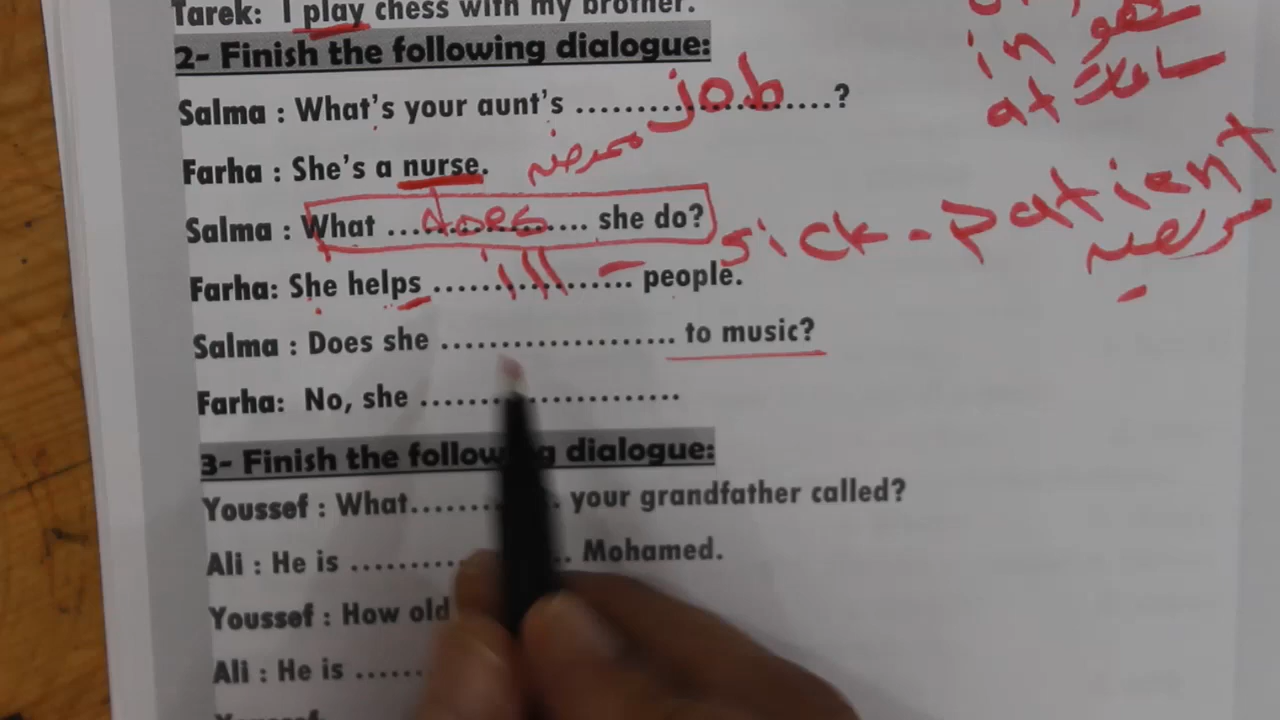 Tarek: I play chess with my brother.
2- Finish the following dialogue:
Salma : What's your aunt's .......job.......?
Farha : She's a nurse. ممرضه
Salma : What .....does..... she do?
Farha: She helps .....ill..... people.
sick - patient
مريض
Salma : Does she ..................... to music?
Farha: No, she ........................
3- Finish the following dialogue:
Youssef : What............ your grandfather called?
Ali : He is ............ Mohamed.
Youssef : How old
Ali : He is ......
in
at